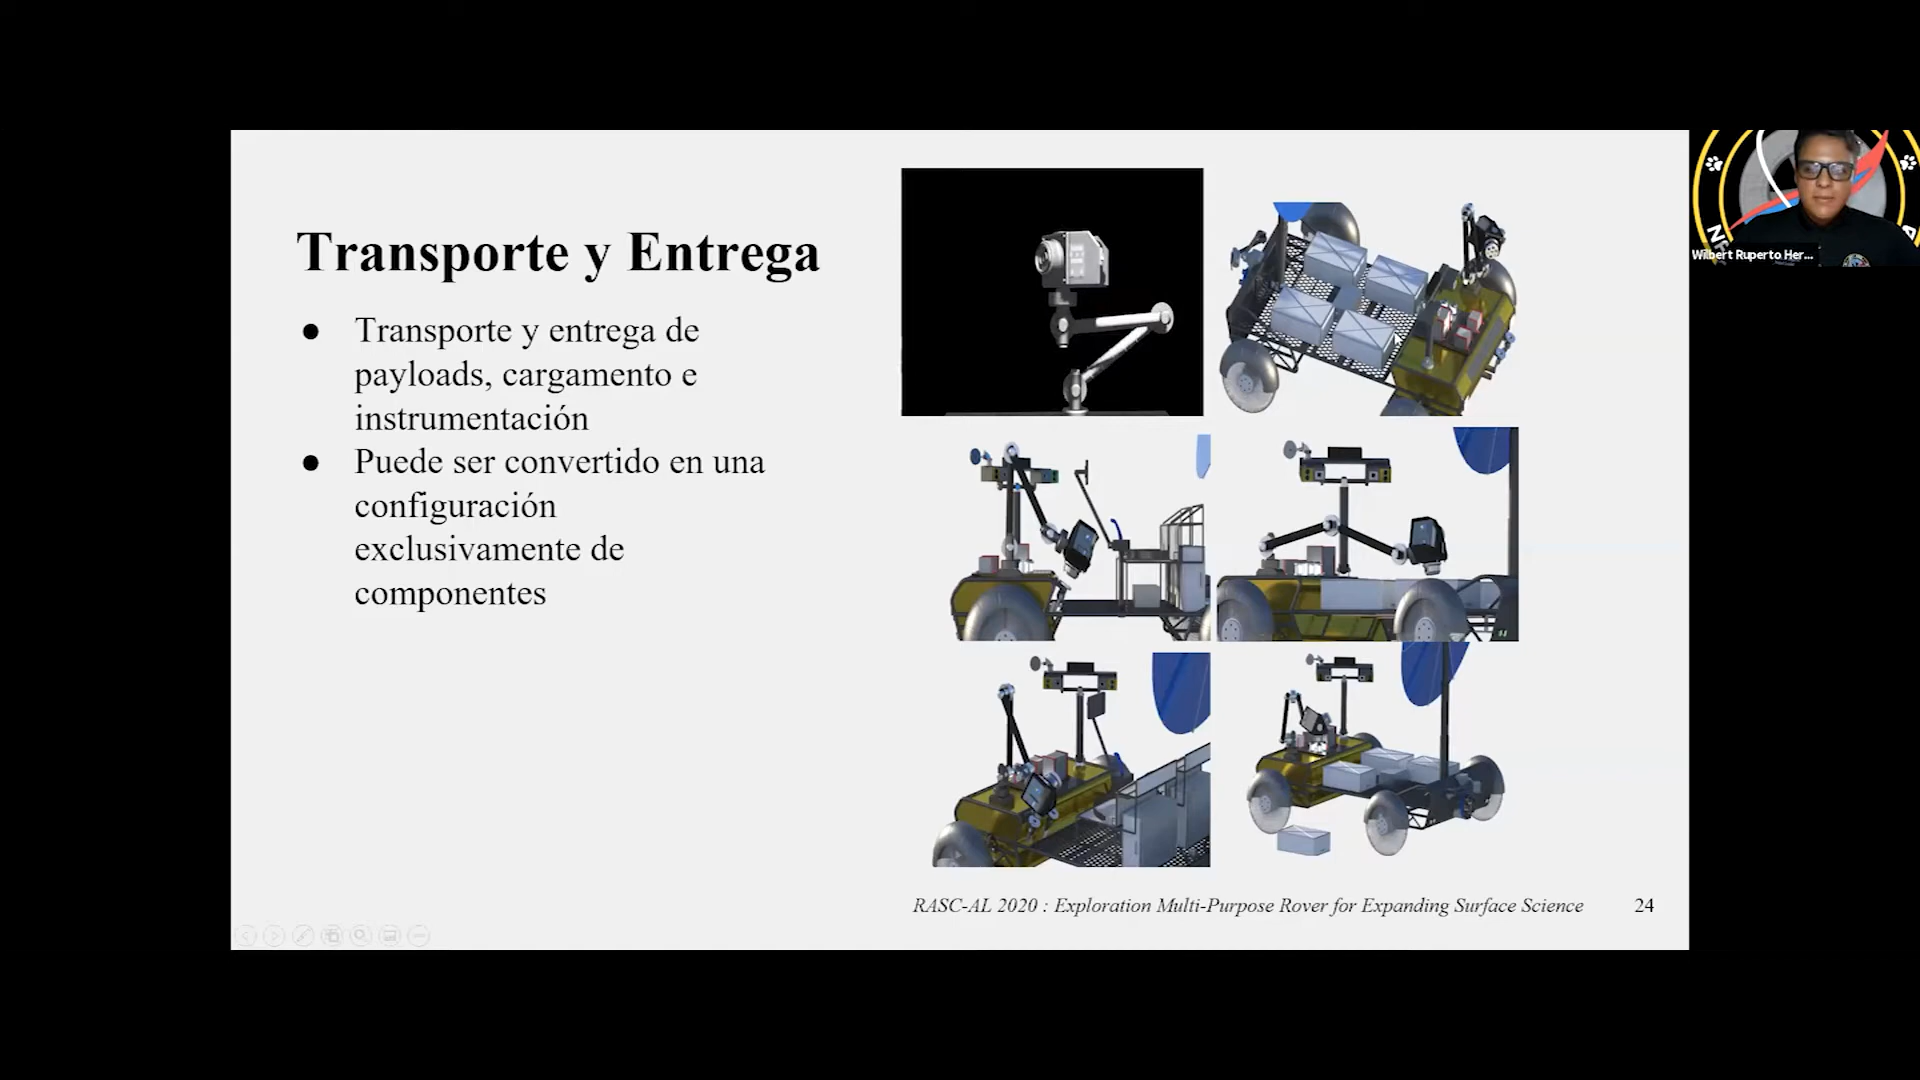 Transporte y Entrega
● Transporte y entrega de
payloads, cargamento e
instrumentación
● Puede ser convertido en una
configuración
exclusivamente de
componentes
RASC-AL 2020 : Exploration Multi-Purpose Rover for Expanding Surface Science
24
Wilbert Ruperto Her...